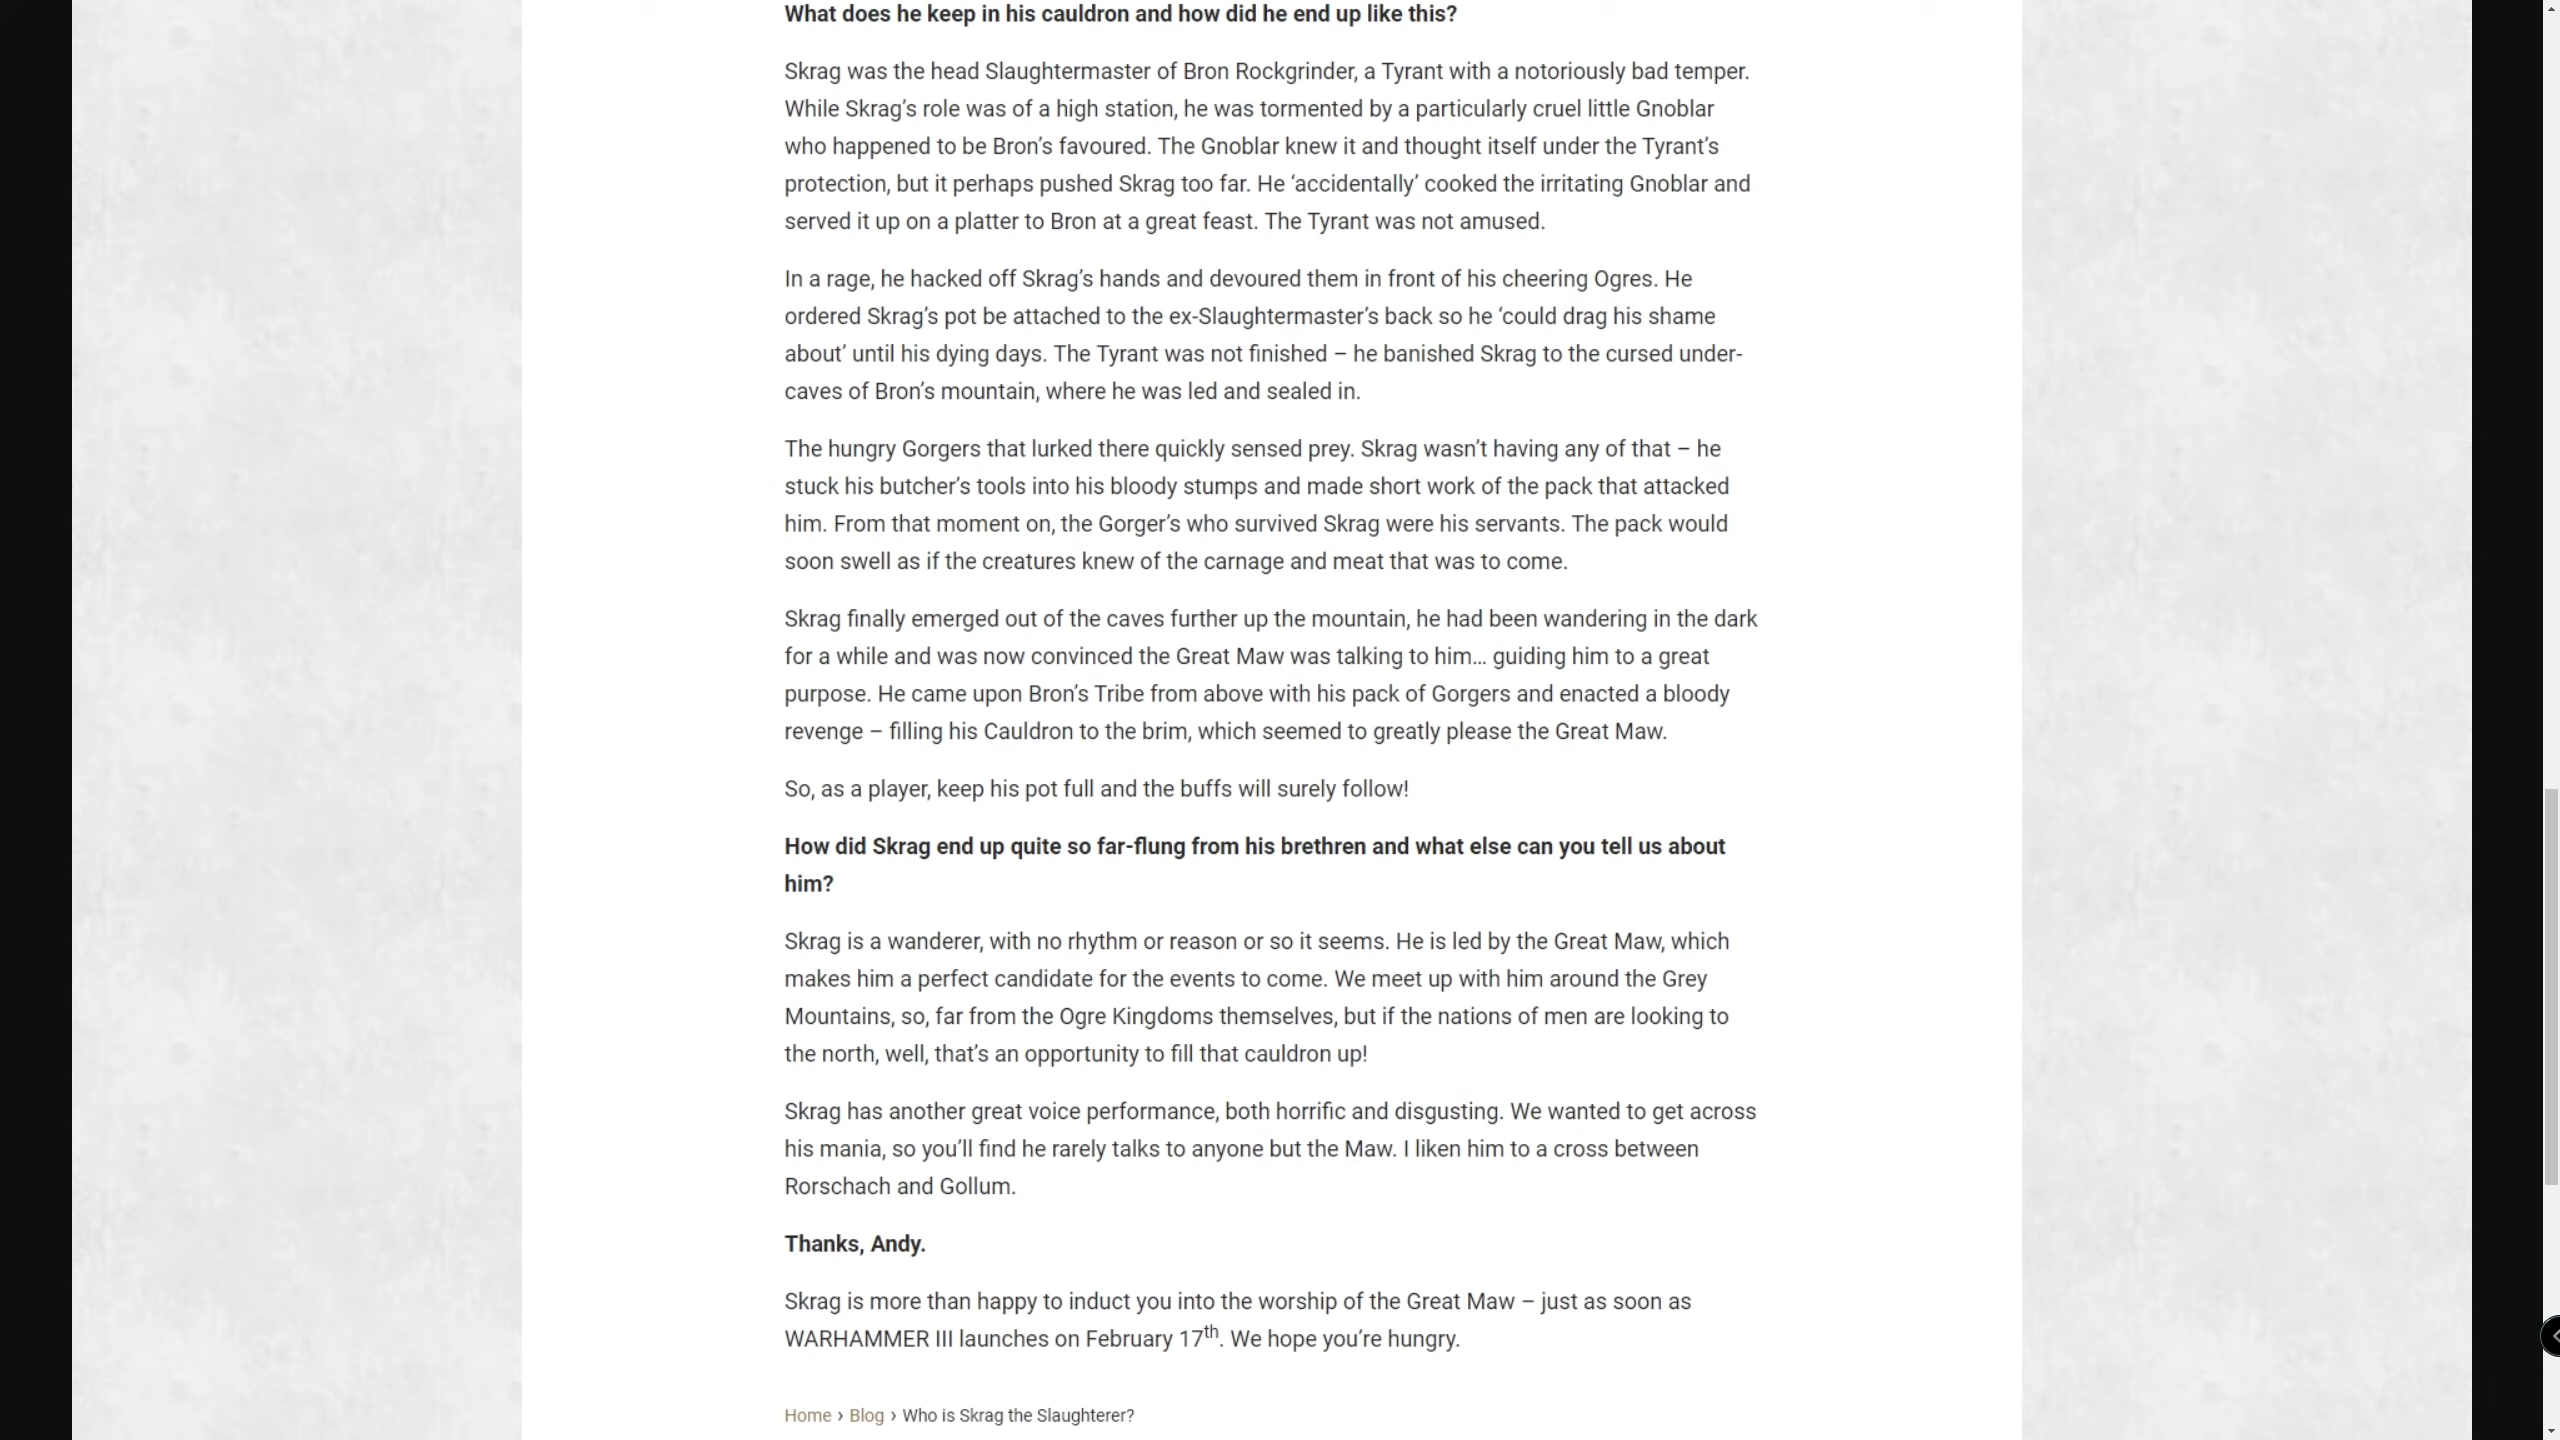 What does he keep in his cauldron and how did he end up like this?
Skrag was the head Slaughtermaster of Bron Rockgrinder, a Tyrant with a notoriously bad temper.
While Skrag’s role was of a high station, he was tormented by a particularly cruel little Gnoblar
who happened to be Bron’s favoured. The Gnoblar knew it and thought itself under the Tyrant’s
protection, but it perhaps pushed Skrag too far. He ‘accidentally’ cooked the irritating Gnoblar and
served it up on a platter to Bron at a great feast. The Tyrant was not amused.
In a rage, he hacked off Skrag’s hands and devoured them in front of his cheering Ogres. He
ordered Skrag’s pot be attached to the ex-Slaughtermaster’s back so he ‘could drag his shame
about’ until his dying days. The Tyrant was not finished – he banished Skrag to the cursed under-
caves of Bron’s mountain, where he was led and sealed in.
The hungry Gorgers that lurked there quickly sensed prey. Skrag wasn’t having any of that – he
stuck his butcher’s tools into his bloody stumps and made short work of the pack that attacked
him. From that moment on, the Gorger’s who survived Skrag were his servants. The pack would
soon swell as if the creatures knew of the carnage and meat that was to come.
Skrag finally emerged out of the caves further up the mountain, he had been wandering in the dark
for a while and was now convinced the Great Maw was talking to him… guiding him to a great
purpose. He came upon Bron’s Tribe from above with his pack of Gorgers and enacted a bloody
revenge – filling his Cauldron to the brim, which seemed to greatly please the Great Maw.
So, as a player, keep his pot full and the buffs will surely follow!
How did Skrag end up quite so far-flung from his brethren and what else can you tell us about
him?
Skrag is a wanderer, with no rhythm or reason or so it seems. He is led by the Great Maw, which
makes him a perfect candidate for the events to come. We meet up with him around the Grey
Mountains, so, far from the Ogre Kingdoms themselves, but if the nations of men are looking to
the north, well, that’s an opportunity to fill that cauldron up!
Skrag has another great voice performance, both horrific and disgusting. We wanted to get across
his mania, so you’ll find he rarely talks to anyone but the Maw. I liken him to a cross between
Rorschach and Gollum.
Thanks, Andy.
Skrag is more than happy to induct you into the worship of the Great Maw – just as soon as
WARHAMMER III launches on February 17th. We hope you’re hungry.
Home › Blog › Who is Skrag the Slaughterer?